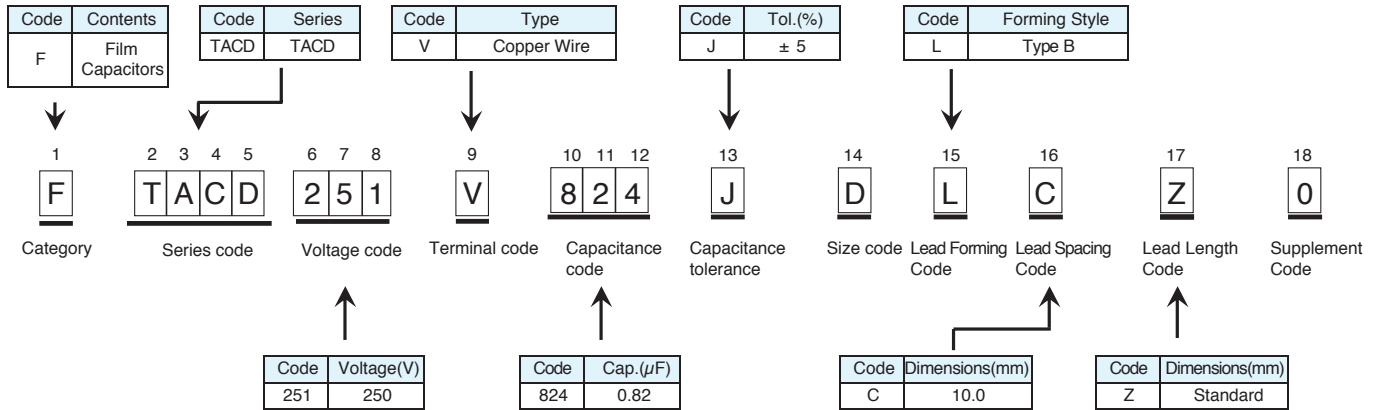 Code Contents
F Film Capacitors
Code Series
TACD TACD
Code Type
V Copper Wire
Code Tol.(%)
J ± 5
Code Forming Style
L Type B
1 2 3 4 5 6 7 8 9 10 11 12 13 14 15 16 17 18
F T A C D 2 5 1 V 8 2 4 J D L C Z 0
Category Series code Voltage code Terminal code Capacitance code Capacitance tolerance Size code Lead Forming Code Lead Spacing Code Lead Length Code Supplement Code
Code Voltage(V)
251 250
Code Cap.(µF)
824 0.82
Code Dimensions(mm)
C 10.0
Code Dimensions(mm)
Z Standard